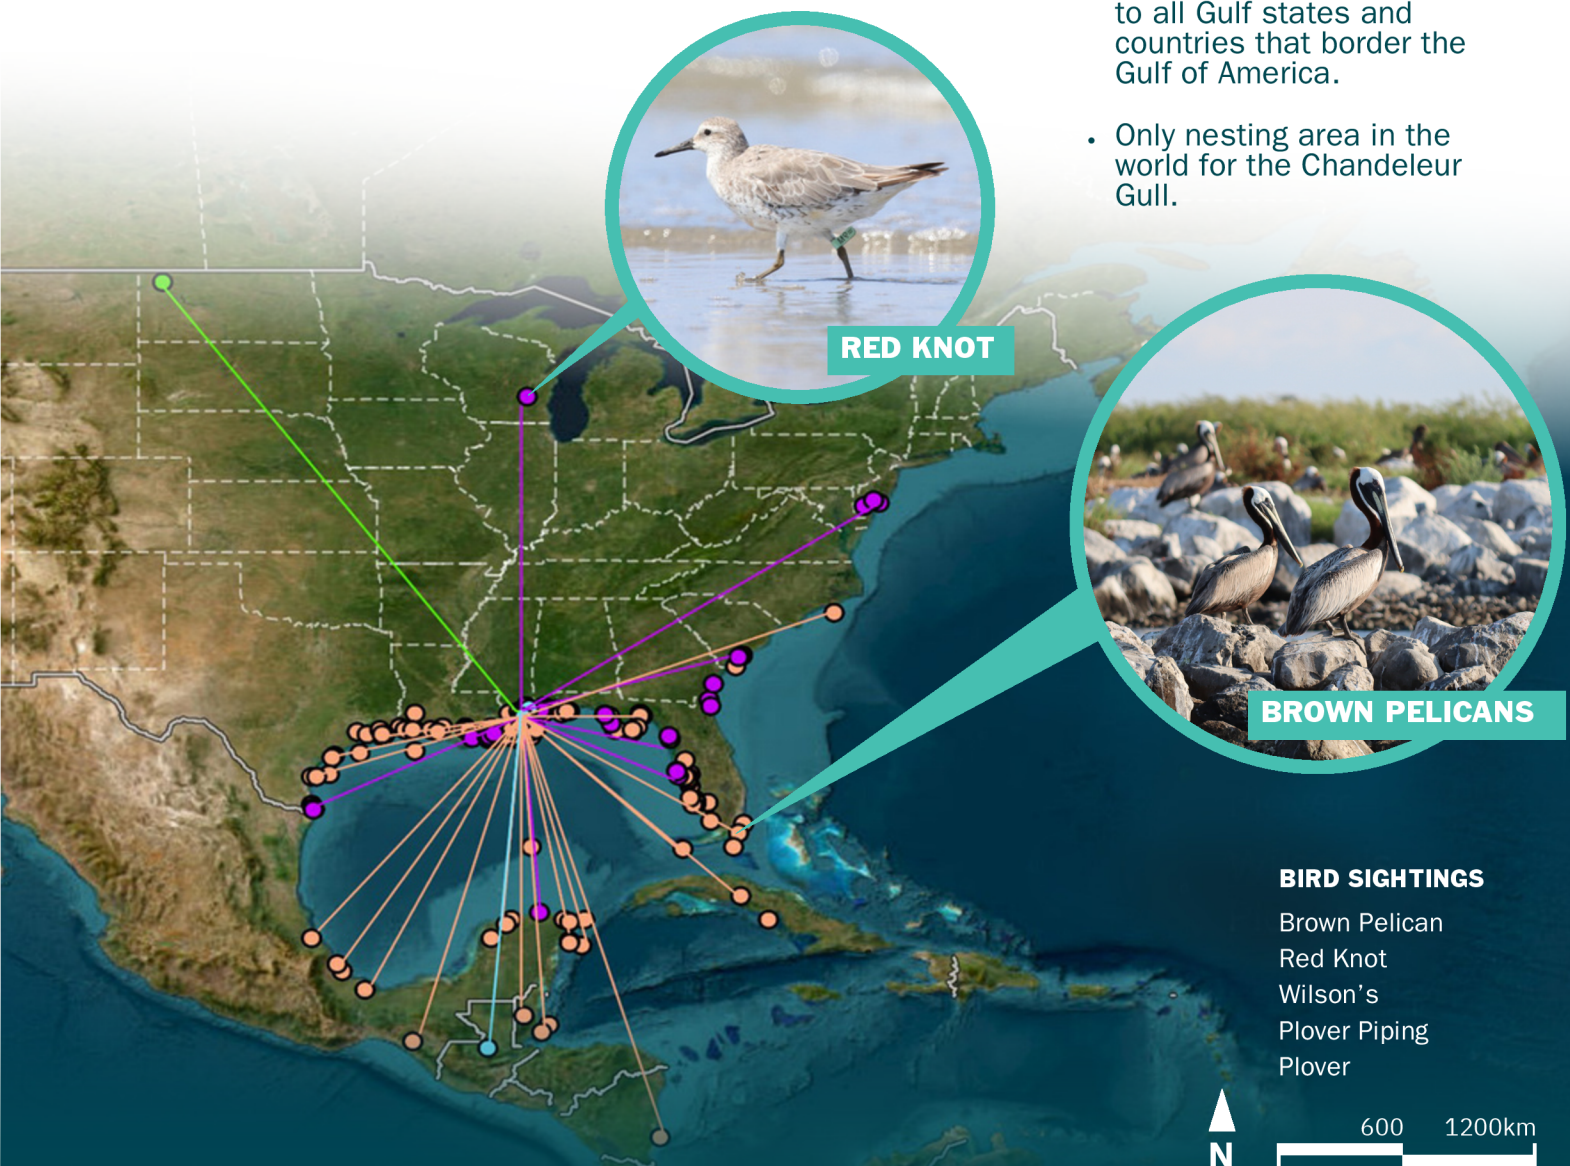 to all Gulf states and
countries that border the
Gulf of America.
• Only nesting area in the
world for the Chandeleur
Gull.
RED KNOT
BROWN PELICANS
BIRD SIGHTINGS
Brown Pelican
Red Knot
Wilson’s
Plover Piping
Plover
600 1200km
N